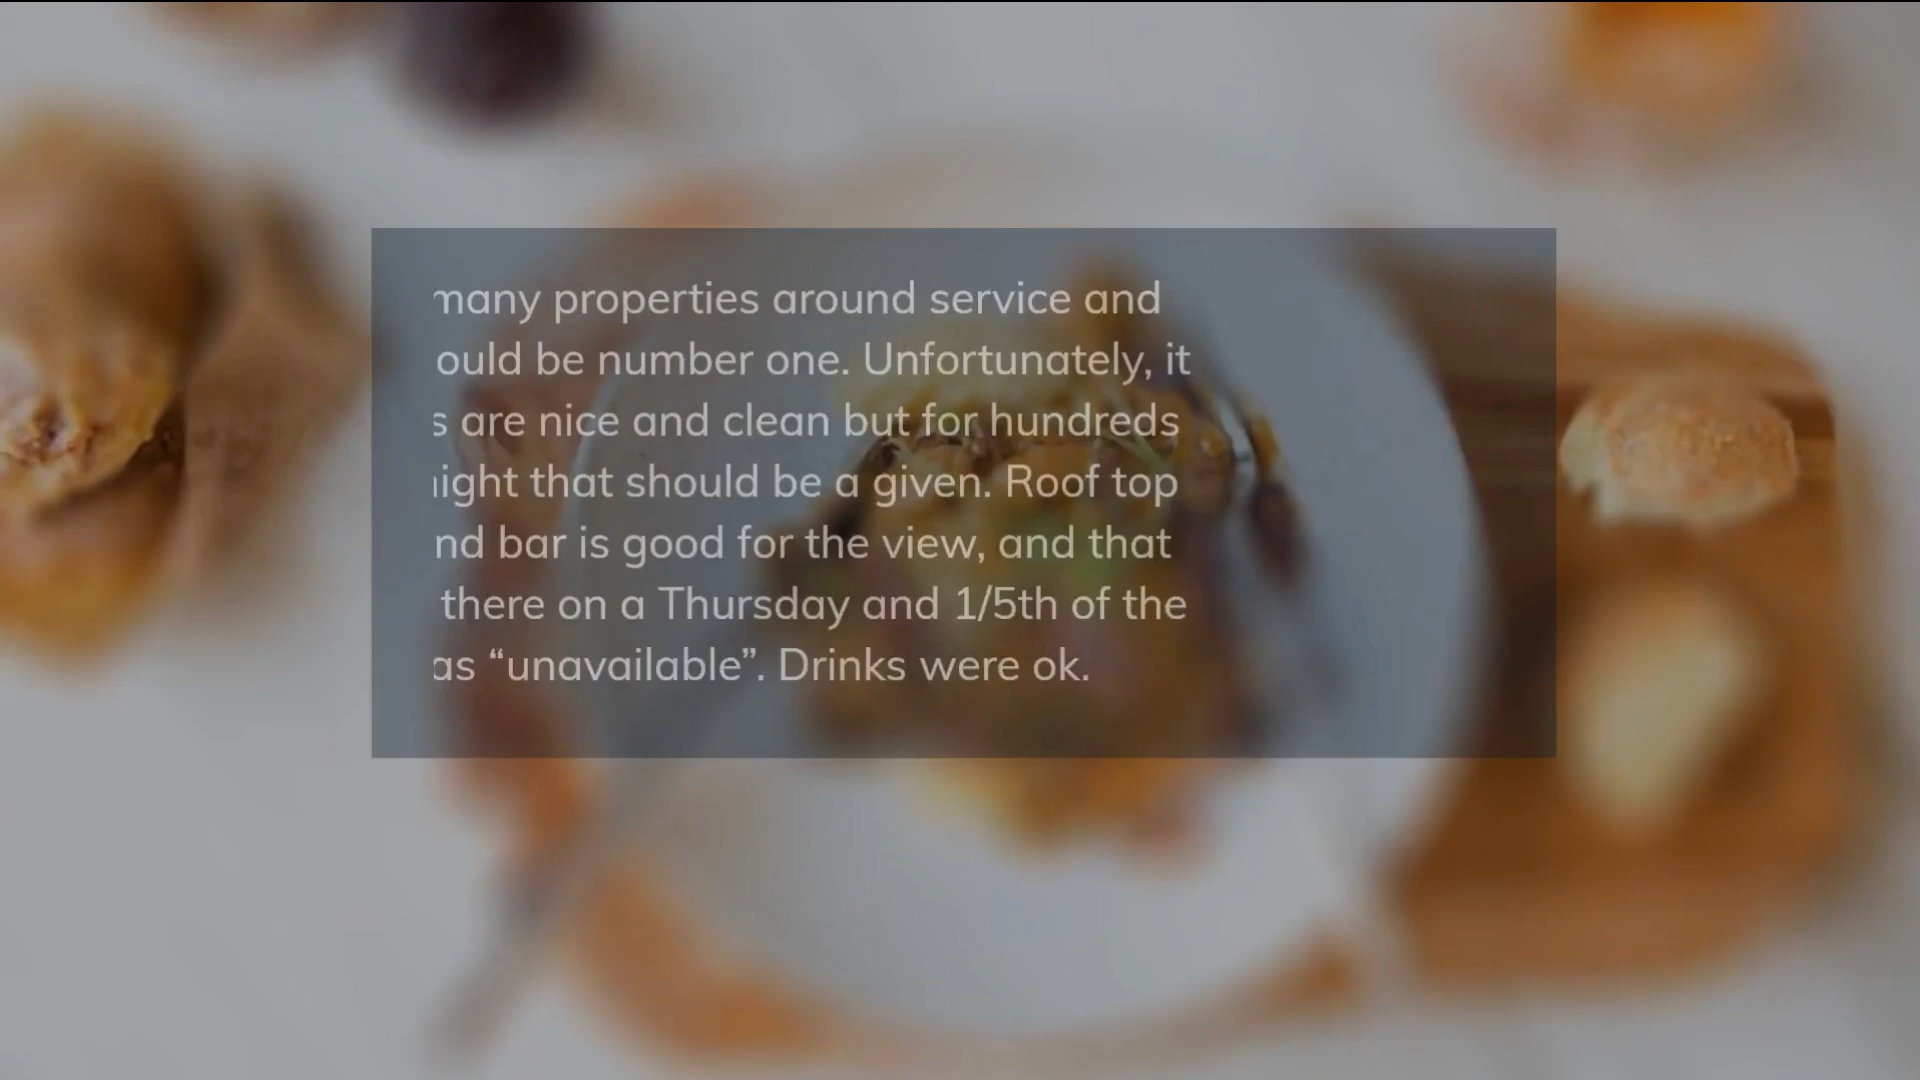 many properties around service and
ould be number one. Unfortunately, it
s are nice and clean but for hundreds
ight that should be a given. Roof top
nd bar is good for the view, and that
there on a Thursday and 1/5th of the
as “unavailable”. Drinks were ok.